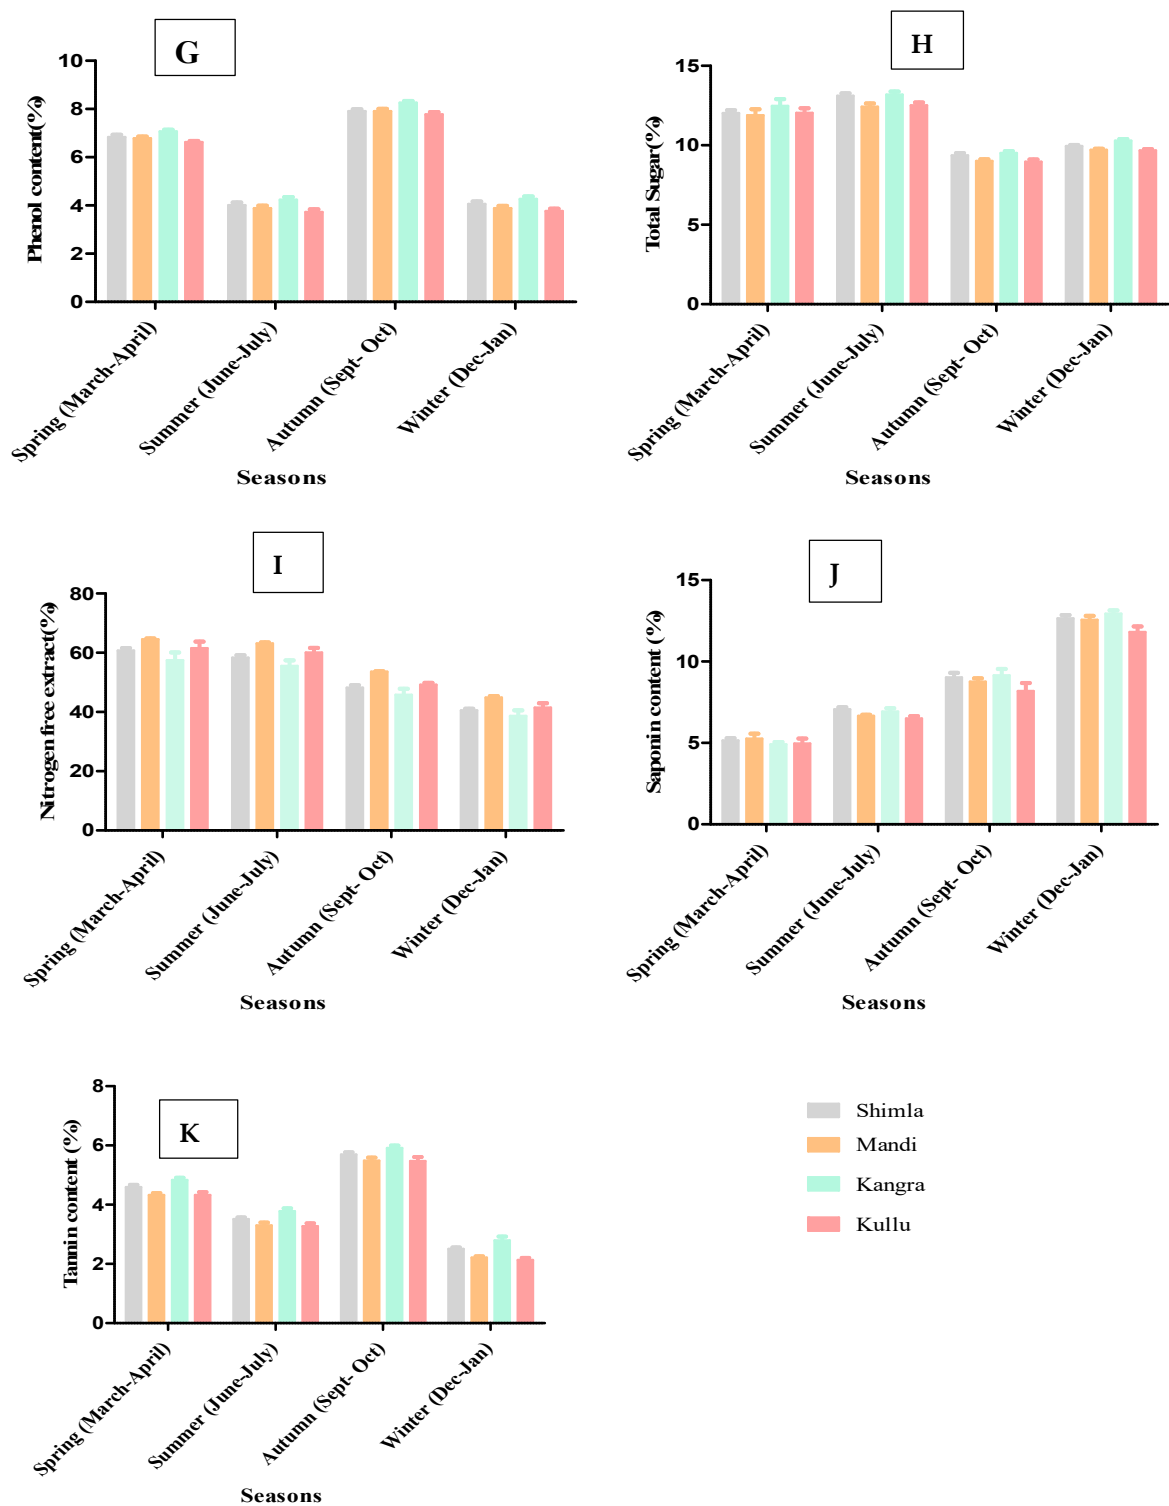 G
Phenol content(%)
10
8
6
4
2
0
Spring (March-April)
Summer (June-July)
Autumn (Sept- Oct)
Winter (Dec-Jan)
Seasons
H
Total Sugar(%)
15
10
5
0
Spring (March-April)
Summer (June-July)
Autumn (Sept- Oct)
Winter (Dec-Jan)
Seasons
I
Nitrogen free extract(%)
80
60
40
20
0
Spring (March-April)
Summer (June-July)
Autumn (Sept- Oct)
Winter (Dec-Jan)
Seasons
J
Saponin content (%)
15
10
5
0
Spring (March-April)
Summer (June-July)
Autumn (Sept- Oct)
Winter (Dec-Jan)
Seasons
K
Tannin content (%)
8
6
4
2
0
Spring (March-April)
Summer (June-July)
Autumn (Sept- Oct)
Winter (Dec-Jan)
Seasons
Shimla
Mandi
Kangra
Kullu